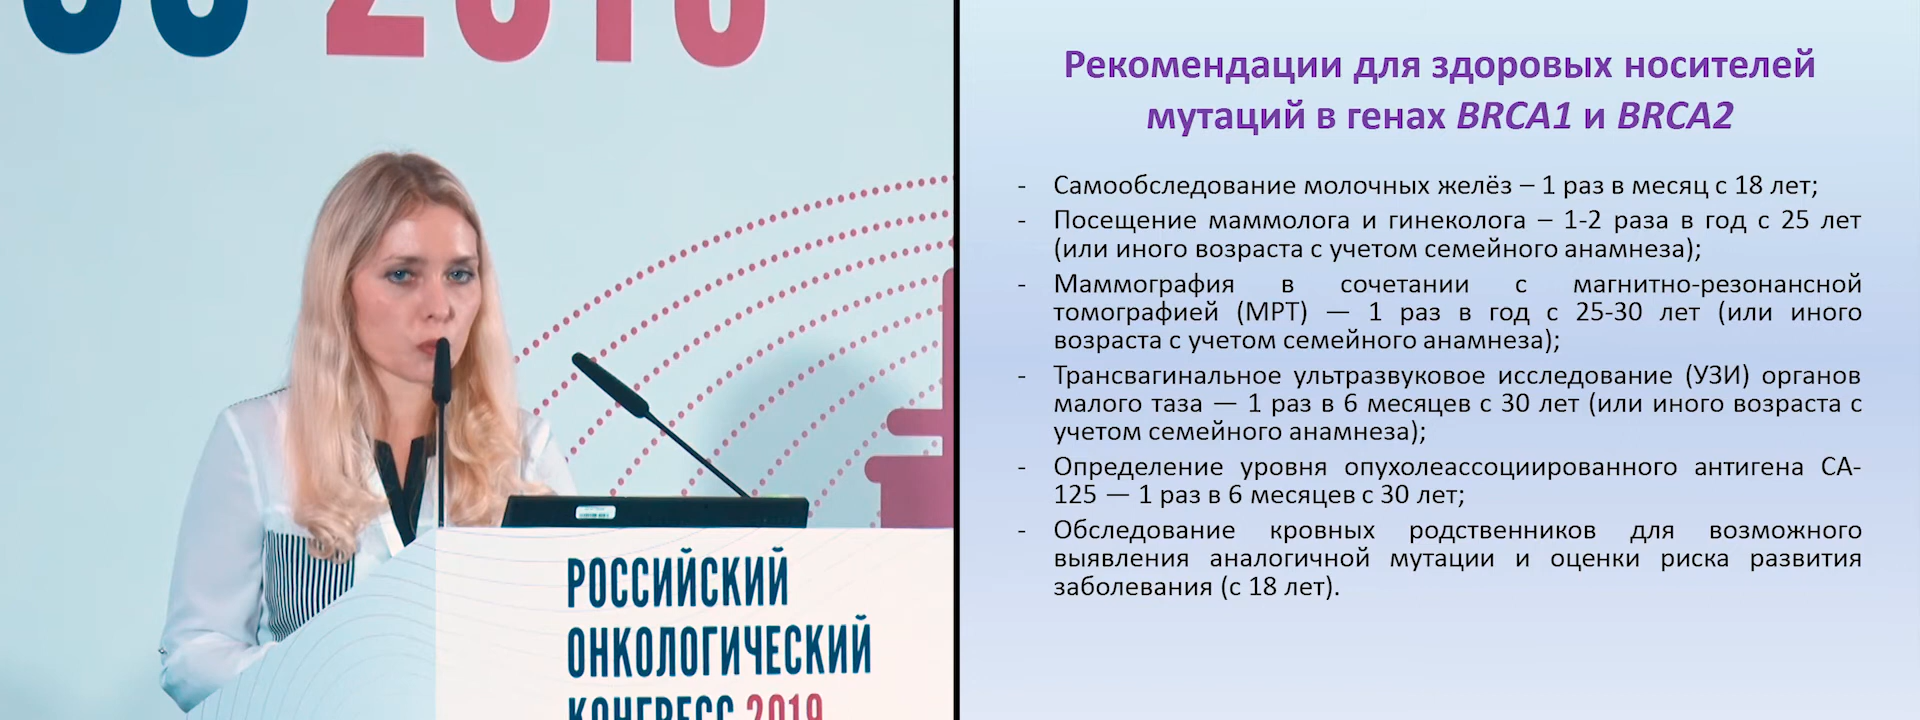 2019
РОССИЙСКИЙ
ОНКОЛОГИЧЕСКИЙ
КОНГРЕСС 2019
Рекомендации для здоровых носителей
мутаций в генах BRCA1 и BRCA2
- Самообследование молочных желёз – 1 раз в месяц с 18 лет;
- Посещение маммолога и гинеколога – 1-2 раза в год с 25 лет
(или иного возраста с учетом семейного анамнеза);
- Маммография в сочетании с магнитно-резонансной
томографией (МРТ) — 1 раз в год с 25-30 лет (или иного
возраста с учетом семейного анамнеза);
- Трансвагинальное ультразвуковое исследование (УЗИ) органов
малого таза — 1 раз в 6 месяцев с 30 лет (или иного возраста с
учетом семейного анамнеза);
- Определение уровня опухолеассоциированного антигена СА-
125 — 1 раз в 6 месяцев с 30 лет;
- Обследование кровных родственников для возможного
выявления аналогичной мутации и оценки риска развития
заболевания (с 18 лет).